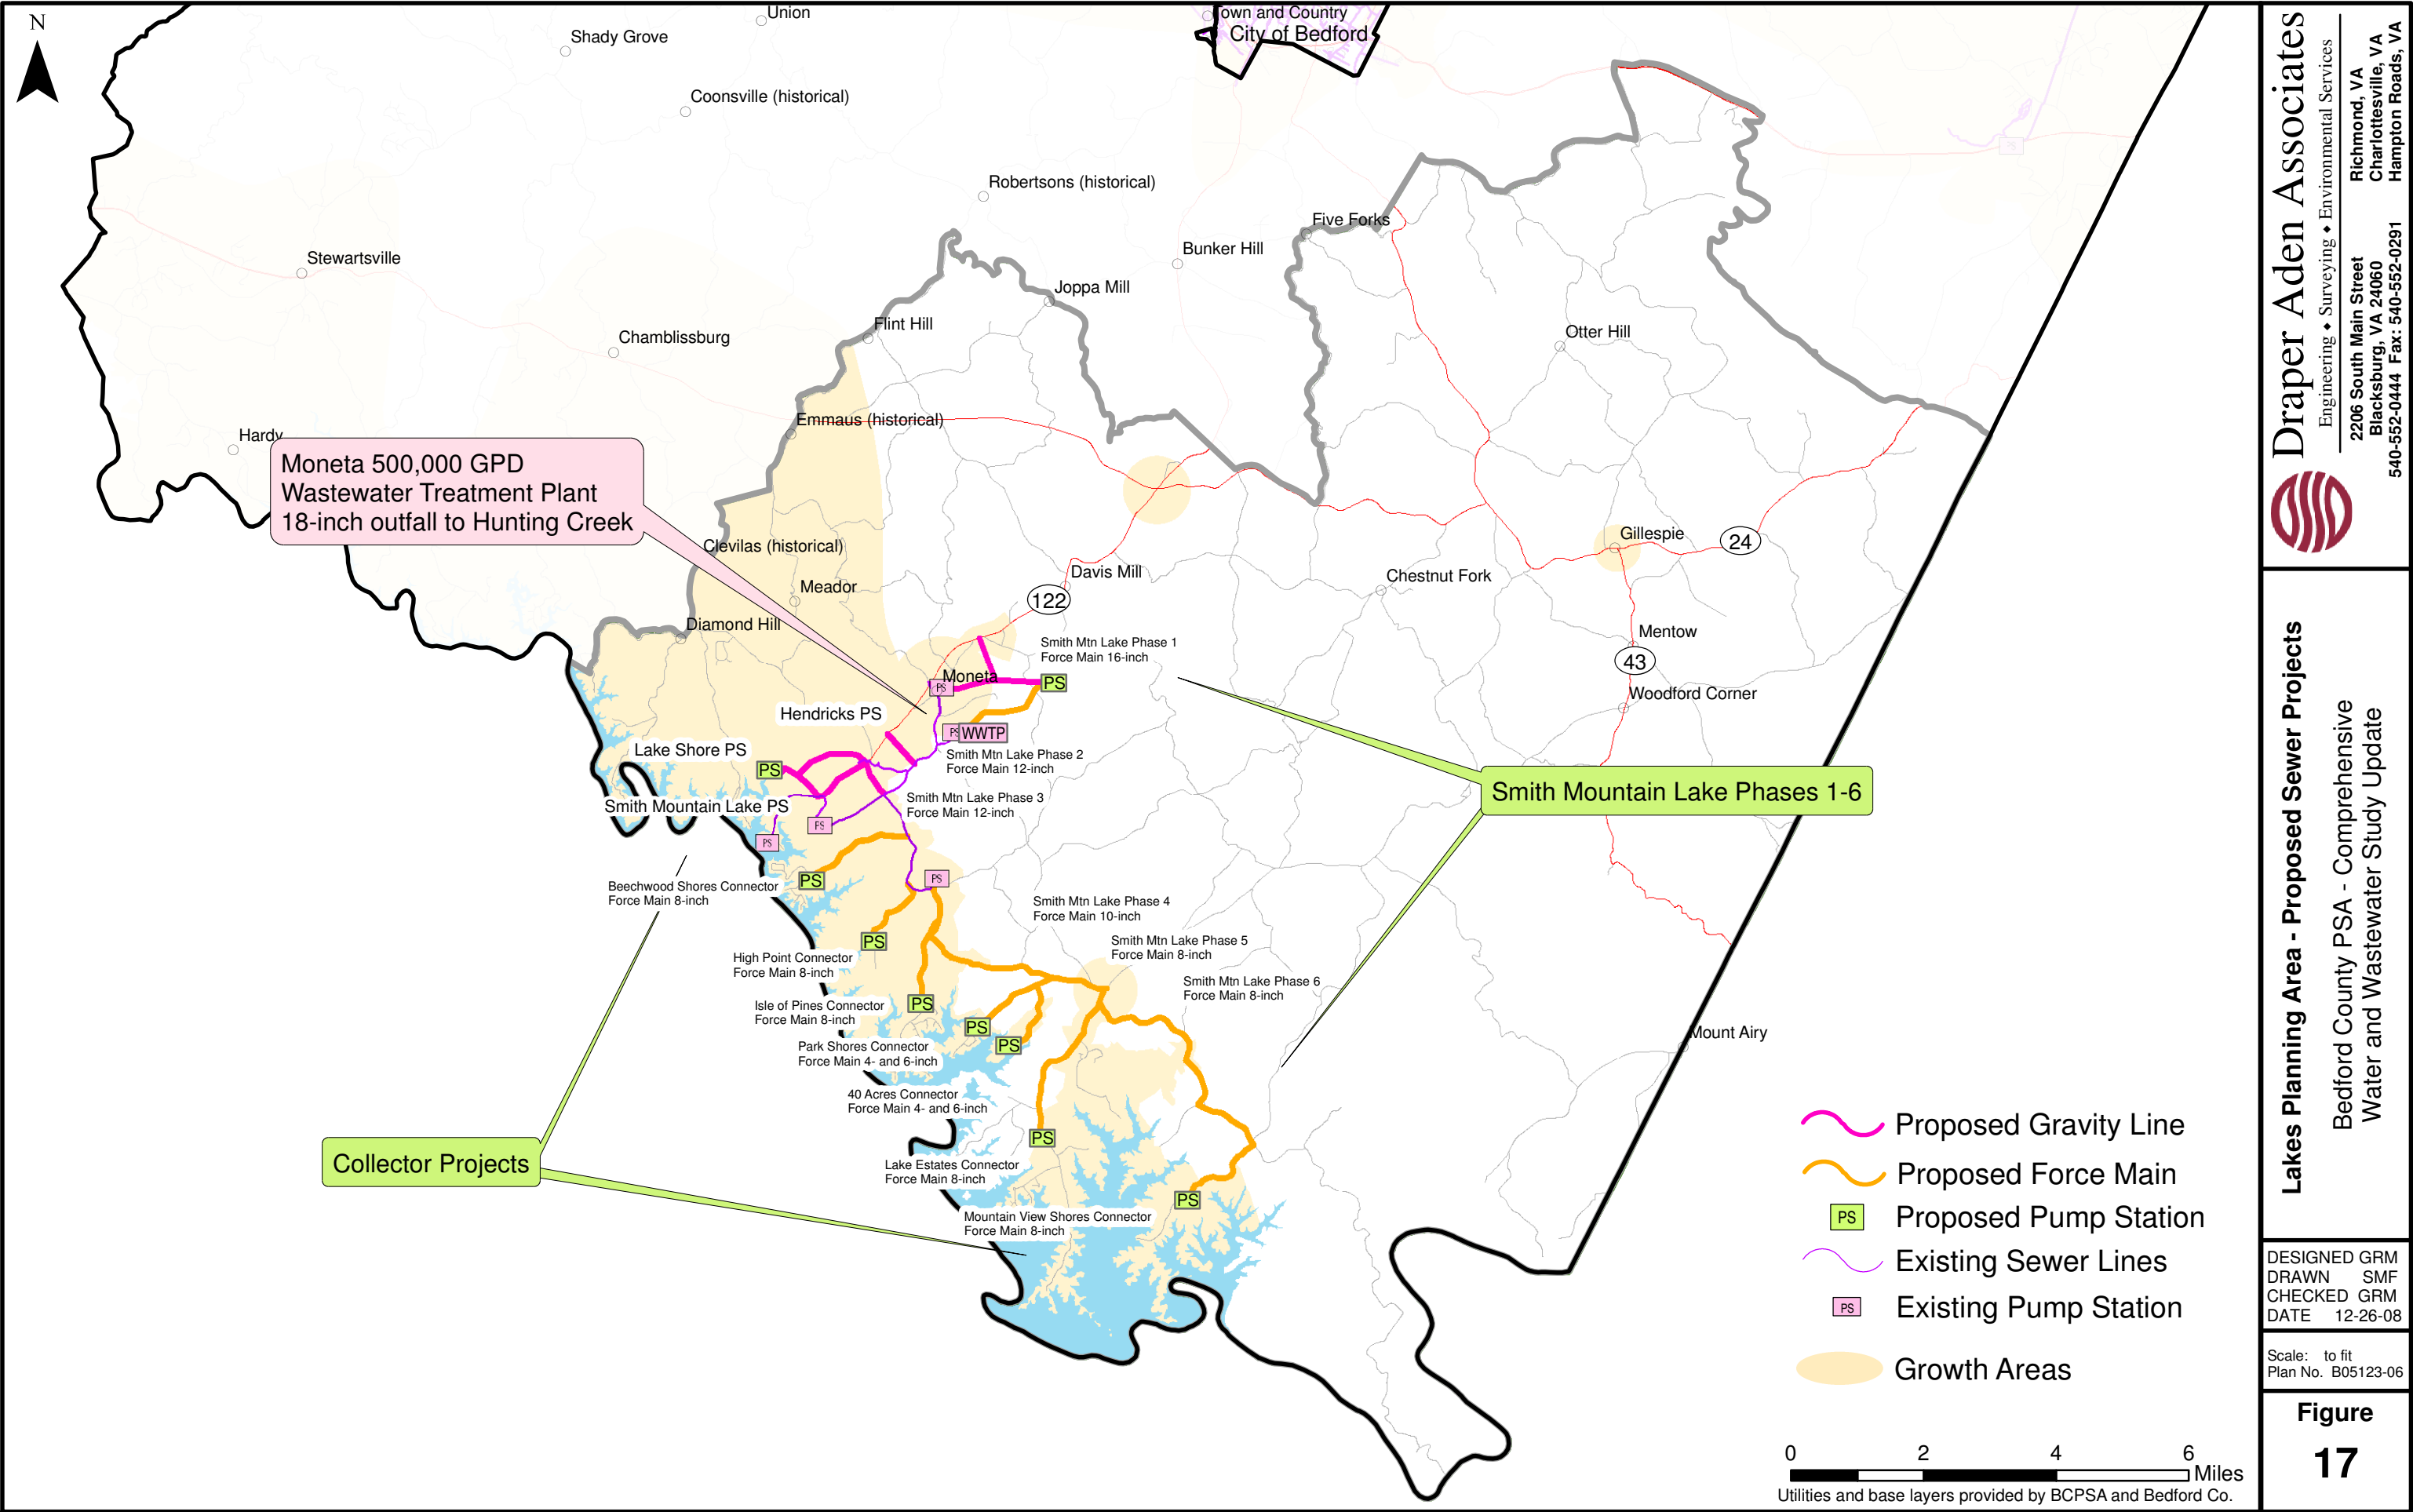 N
Union
Shady Grove
Town and Country
City of Bedford
Coonsville (historical)
Robertsons (historical)
Five Forks
Bunker Hill
Stewartsville
Joppa Mill
Flint Hill
Otter Hill
Chamblissburg
Emmaus (historical)
Hardy
Moneta 500,000 GPD
Wastewater Treatment Plant
18-inch outfall to Hunting Creek
Clevilas (historical)
Gillespie
24
Davis Mill
Chestnut Fork
Meador
122
Diamond Hill
Mentow
Smith Mtn Lake Phase 1
Force Main 16-inch
43
Moneta
PS
PS
Woodford Corner
Hendricks PS
PS
WWTP
Lake Shore PS
PS
Smith Mtn Lake Phase 2
Force Main 12-inch
Smith Mountain Lake Phases 1-6
Smith Mountain Lake PS
Smith Mtn Lake Phase 3
Force Main 12-inch
PS
PS
PS
PS
Beechwood Shores Connector
Force Main 8-inch
Smith Mtn Lake Phase 4
Force Main 10-inch
PS
Smith Mtn Lake Phase 5
Force Main 8-inch
High Point Connector
Force Main 8-inch
Smith Mtn Lake Phase 6
Force Main 8-inch
Isle of Pines Connector
Force Main 8-inch
PS
PS
PS
Mount Airy
Park Shores Connector
Force Main 4- and 6-inch
40 Acres Connector
Force Main 4- and 6-inch
PS
Collector Projects
Lake Estates Connector
Force Main 8-inch
PS
Mountain View Shores Connector
Force Main 8-inch
PS
Proposed Gravity Line
Proposed Force Main
PS
Proposed Pump Station
Existing Sewer Lines
PS
Existing Pump Station
Growth Areas
0 2 4 6
Miles
Utilities and base layers provided by BCPSA and Bedford Co.
Draper Aden Associates
Engineering ⬥ Surveying ⬥ Environmental Services
2206 South Main Street
Blacksburg, VA 24060
540-552-0444 Fax: 540-552-0291
Richmond, VA
Charlottesville, VA
Hampton Roads, VA
Lakes Planning Area - Proposed Sewer Projects
Bedford County PSA - Comprehensive
Water and Wastewater Study Update
DESIGNED GRM
DRAWN SMF
CHECKED GRM
DATE 12-26-08
Scale: to fit
Plan No. B05123-06
Figure
17